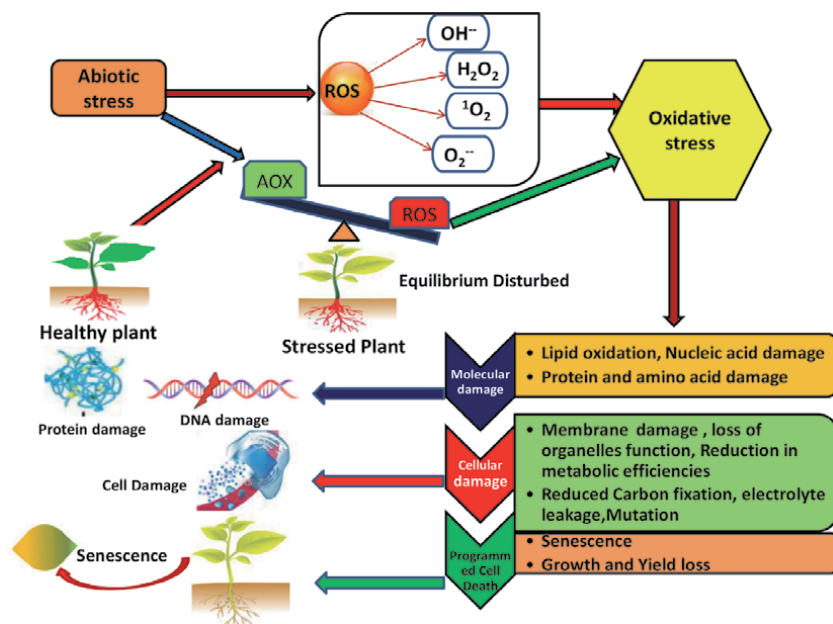 Abiotic
stress
ROS
OH⁻⁻
H₂O₂
¹O₂
O₂⁻⁻
Oxidative
stress
AOX
ROS
Equilibrium Disturbed
Healthy plant
Stressed Plant
Molecular
damage
• Lipid oxidation, Nucleic acid damage
• Protein and amino acid damage
Protein damage
DNA damage
Cellular
damage
• Membrane damage , loss of
organelles function, Reduction in
metabolic efficiencies
• Reduced Carbon fixation, electrolyte
leakage,Mutation
Cell Damage
Programm
ed Cell
Death
• Senescence
• Growth and Yield loss
Senescence